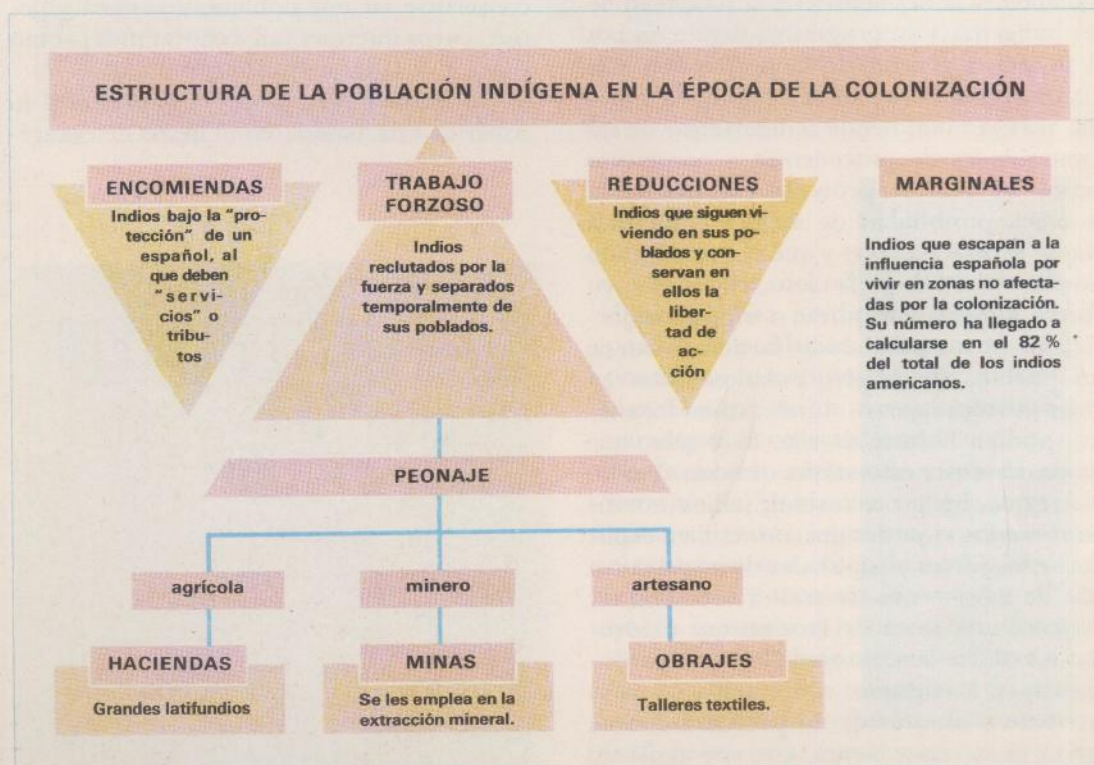 ESTRUCTURA DE LA POBLACIÓN INDÍGENA EN LA ÉPOCA DE LA COLONIZACIÓN
ENCOMIENDAS
Indios bajo la "pro-
tección" de un
español, al
que deben
"servi-
cios" o
tribu-
tos
TRABAJO
FORZOSO
Indios
reclutados por la
fuerza y separados
temporalmente de
sus poblados.
REDUCCIONES
Indios que siguen vi-
viendo en sus po-
blados y con-
servan en
ellos la
liber-
tad de
ac-
ción
MARGINALES
Indios que escapan a la
influencia española por
vivir en zonas no afecta-
das por la colonización.
Su número ha llegado a
calcularse en el 82 %
del total de los indios
americanos.
PEONAJE
agrícola
minero
artesano
HACIENDAS
Grandes latifundios
MINAS
Se les emplea en la
extracción mineral.
OBRAJES
Talleres textiles.